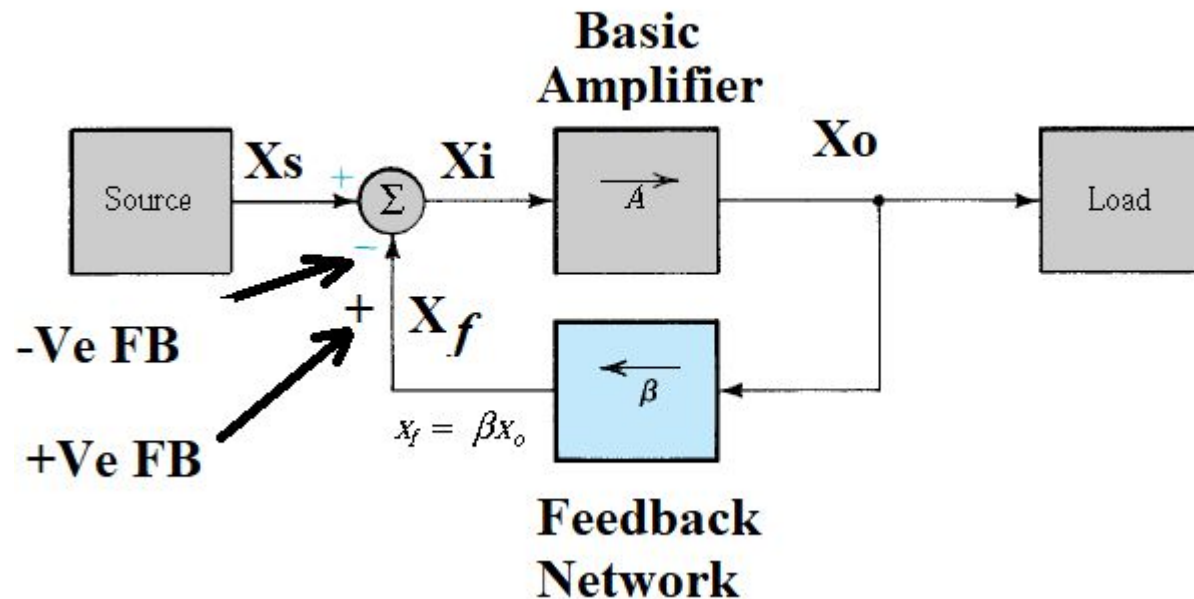 Basic
Amplifier
Source
Xs
+
Σ
Xi
A
Xo
Load
−
-Ve FB
+
Xf
β
xf = βxo
+Ve FB
Feedback
Network